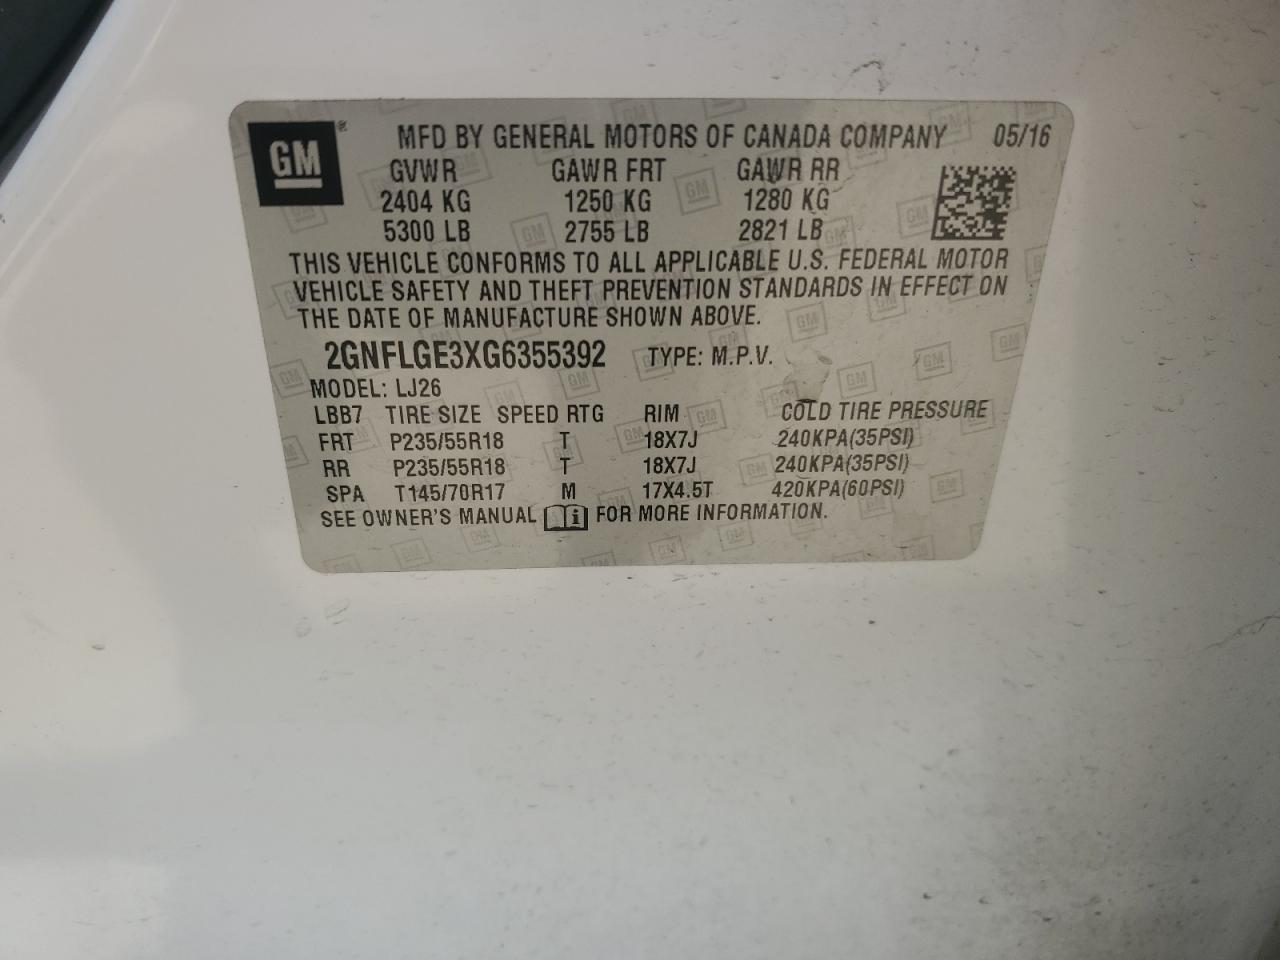 GM ® MFD BY GENERAL MOTORS OF CANADA COMPANY 05/16
GVWR GAWR FRT GAWR RR
2404 KG 1250 KG 1280 KG
5300 LB 2755 LB 2821 LB
THIS VEHICLE CONFORMS TO ALL APPLICABLE U.S. FEDERAL MOTOR
VEHICLE SAFETY AND THEFT PREVENTION STANDARDS IN EFFECT ON
THE DATE OF MANUFACTURE SHOWN ABOVE.
2GNFLGE3XG6355392 TYPE: M.P.V.
MODEL: LJ26
LBB7 TIRE SIZE SPEED RTG RIM COLD TIRE PRESSURE
FRT P235/55R18 T 18X7J 240KPA(35PSI)
RR P235/55R18 T 18X7J 240KPA(35PSI)
SPA T145/70R17 M 17X4.5T 420KPA(60PSI)
SEE OWNER'S MANUAL i FOR MORE INFORMATION.